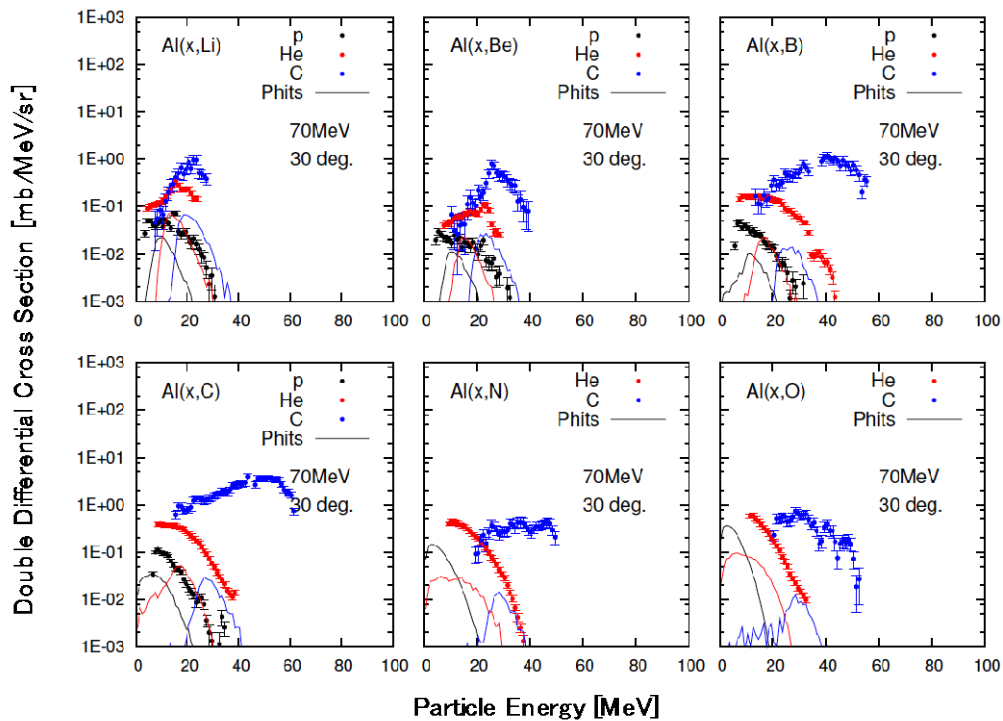 Double Differential Cross Section [mb/MeV/sr]
1E+03
1E+02
1E+01
1E+00
1E-01
1E-02
1E-03
Al(x,Li)
p
He
C
Phits
70MeV
30 deg.
0 20 40 60 80 100
Al(x,Be)
p
He
C
Phits
70MeV
30 deg.
0 20 40 60 80 100
Al(x,B)
p
He
C
Phits
70MeV
30 deg.
0 20 40 60 80 100
1E+03
1E+02
1E+01
1E+00
1E-01
1E-02
1E-03
Al(x,C)
p
He
C
Phits
70MeV
30 deg.
0 20 40 60 80 100
Al(x,N)
He
C
Phits
70MeV
30 deg.
0 20 40 60 80 100
Al(x,O)
He
C
Phits
70MeV
30 deg.
0 20 40 60 80 100
Particle Energy [MeV]